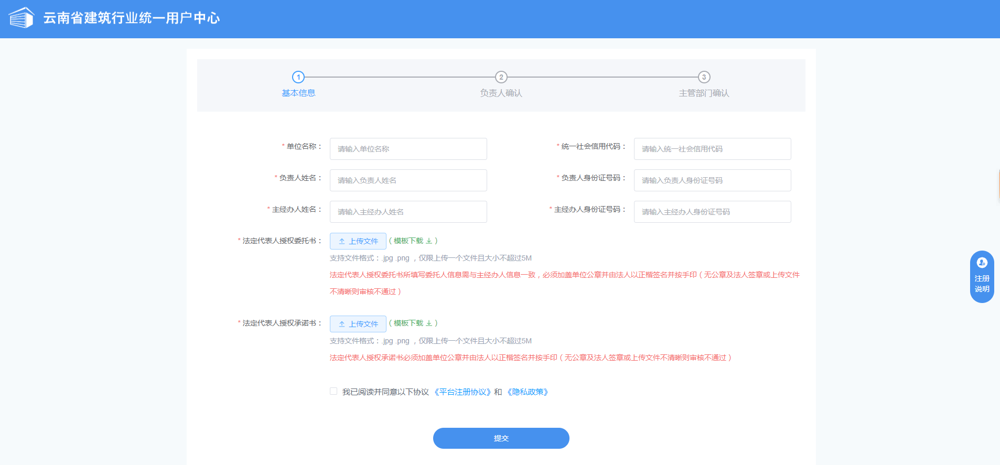 云南省建筑行业统一用户中心
1
2
3
基本信息
负责人确认
主管部门确认
* 单位名称：
请输入单位名称
* 统一社会信用代码：
请输入统一社会信用代码
* 负责人姓名：
请输入负责人姓名
* 负责人身份证号码：
请输入负责人身份证号码
* 主经办人姓名：
请输入主经办人姓名
* 主经办人身份证号码：
请输入主经办人身份证号码
* 法定代表人授权委托书：
上传文件
（模板下载）
支持文件格式：.jpg .png ，仅限上传一个文件且大小不超过5M
法定代表人授权委托书所填写委托人信息需与主经办人信息一致，必须加盖单位公章并由法人以正楷签名并按手印（无公章及法人签章或上传文件
不清晰则审核不通过）
* 法定代表人授权承诺书：
上传文件
（模板下载）
支持文件格式：.jpg .png ，仅限上传一个文件且大小不超过5M
法定代表人授权承诺书必须加盖单位公章并由法人以正楷签名并按手印（无公章及法人签章或上传文件不清晰则审核不通过）
我已阅读并同意以下协议 《平台注册协议》和 《隐私政策》
提交
注册
说明